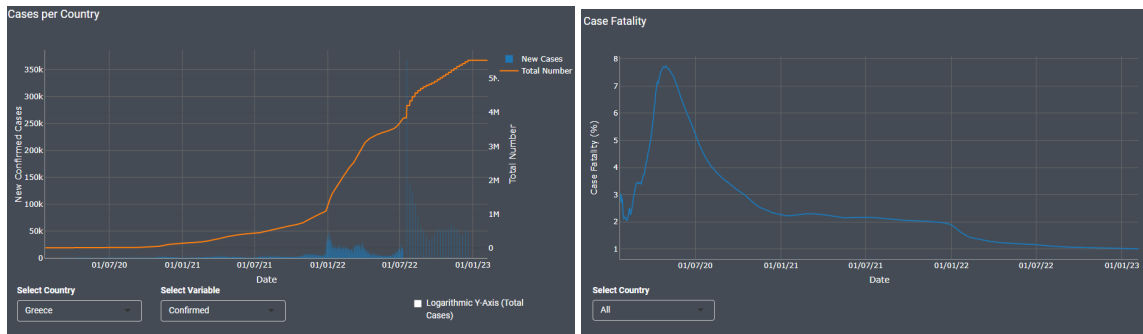 Cases per Country
New Cases
Total Number
350k
300k
250k
200k
150k
100k
50k
0
New Confirmed Cases
5M
4M
3M
2M
1M
0
Total Number
01/07/20
01/01/21
01/07/21
01/01/22
01/07/22
01/01/23
Date
Select Country
Greece
Select Variable
Confirmed
Logarithmic Y-Axis (Total
Cases)
Case Fatality
8
7
6
5
4
3
2
1
Case Fatality (%)
01/07/20
01/01/21
01/07/21
01/01/22
01/07/22
01/01/23
Date
Select Country
All